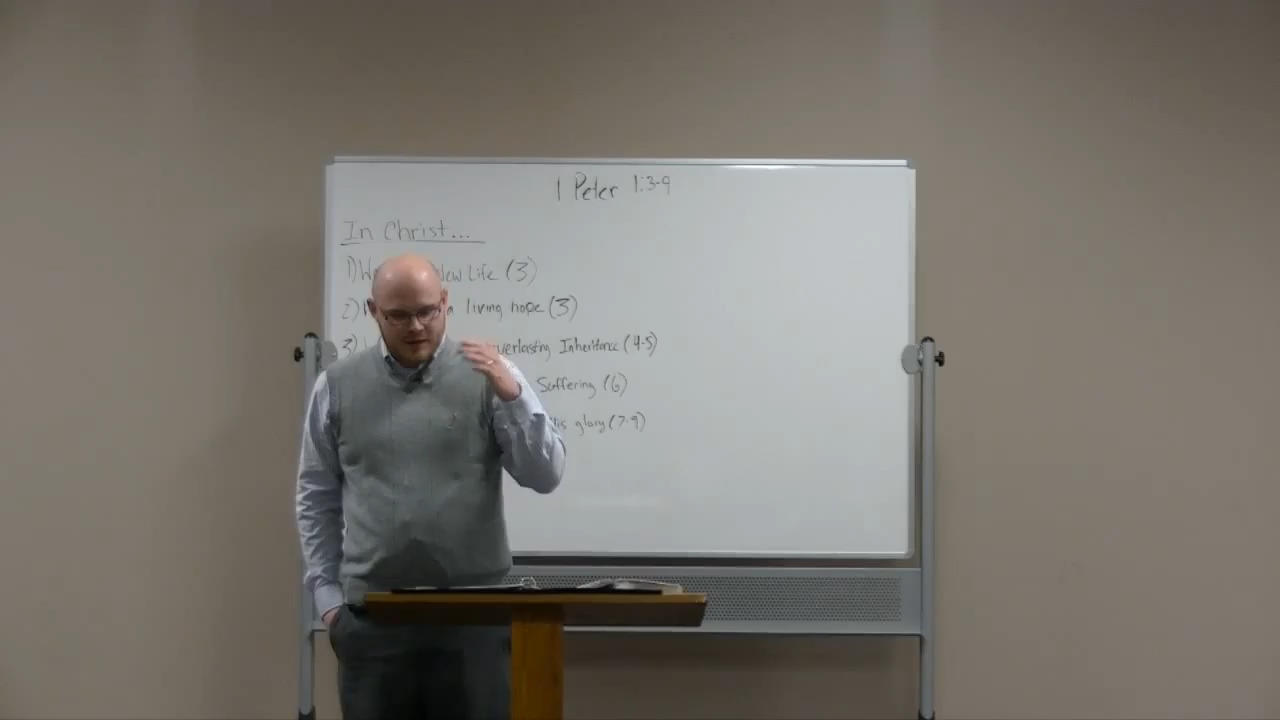 1 Peter 1:3-9
In Christ...
1) New Life (3)
2) living hope (3)
3) Inheritance (4-5)
Suffering (6)
glory (7-9)